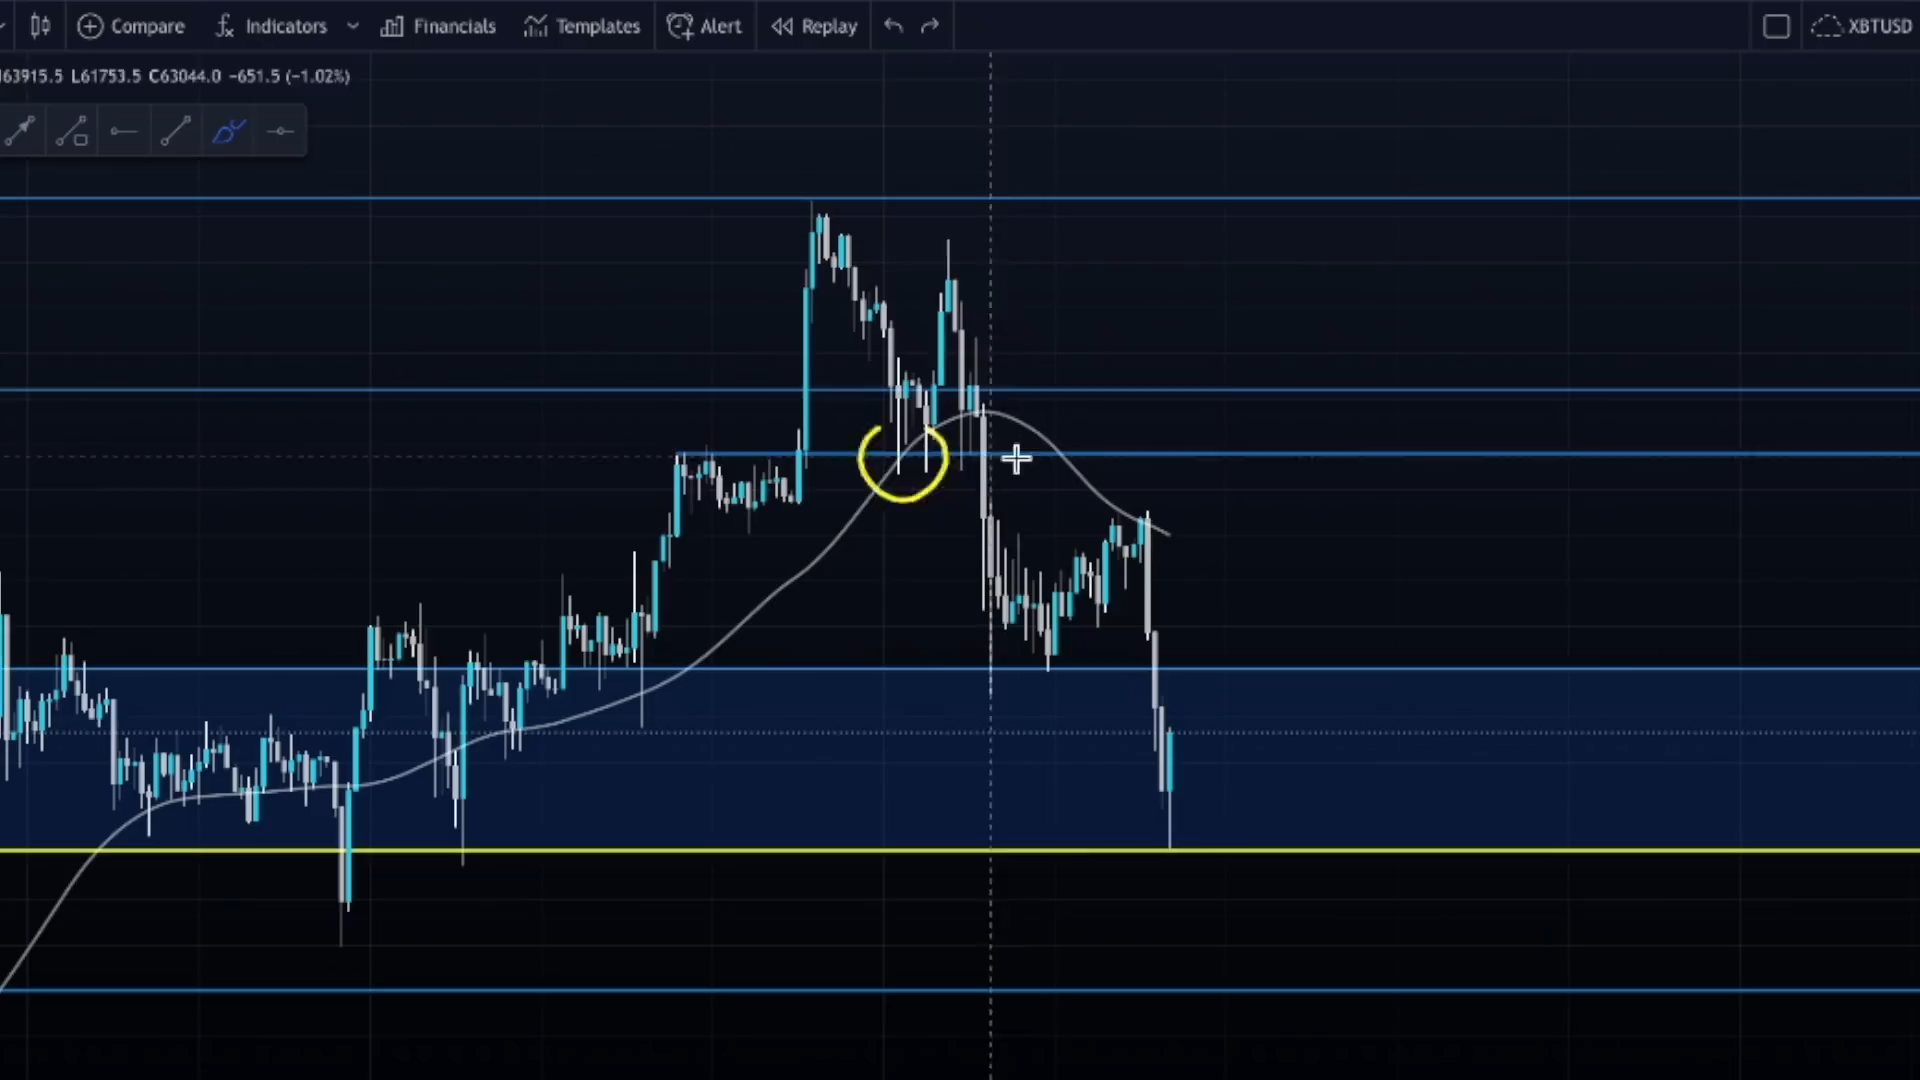 Compare Indicators Financials Templates Alert Replay XBTUSD
63915.5 L61753.5 C63044.0 −651.5 (−1.02%)